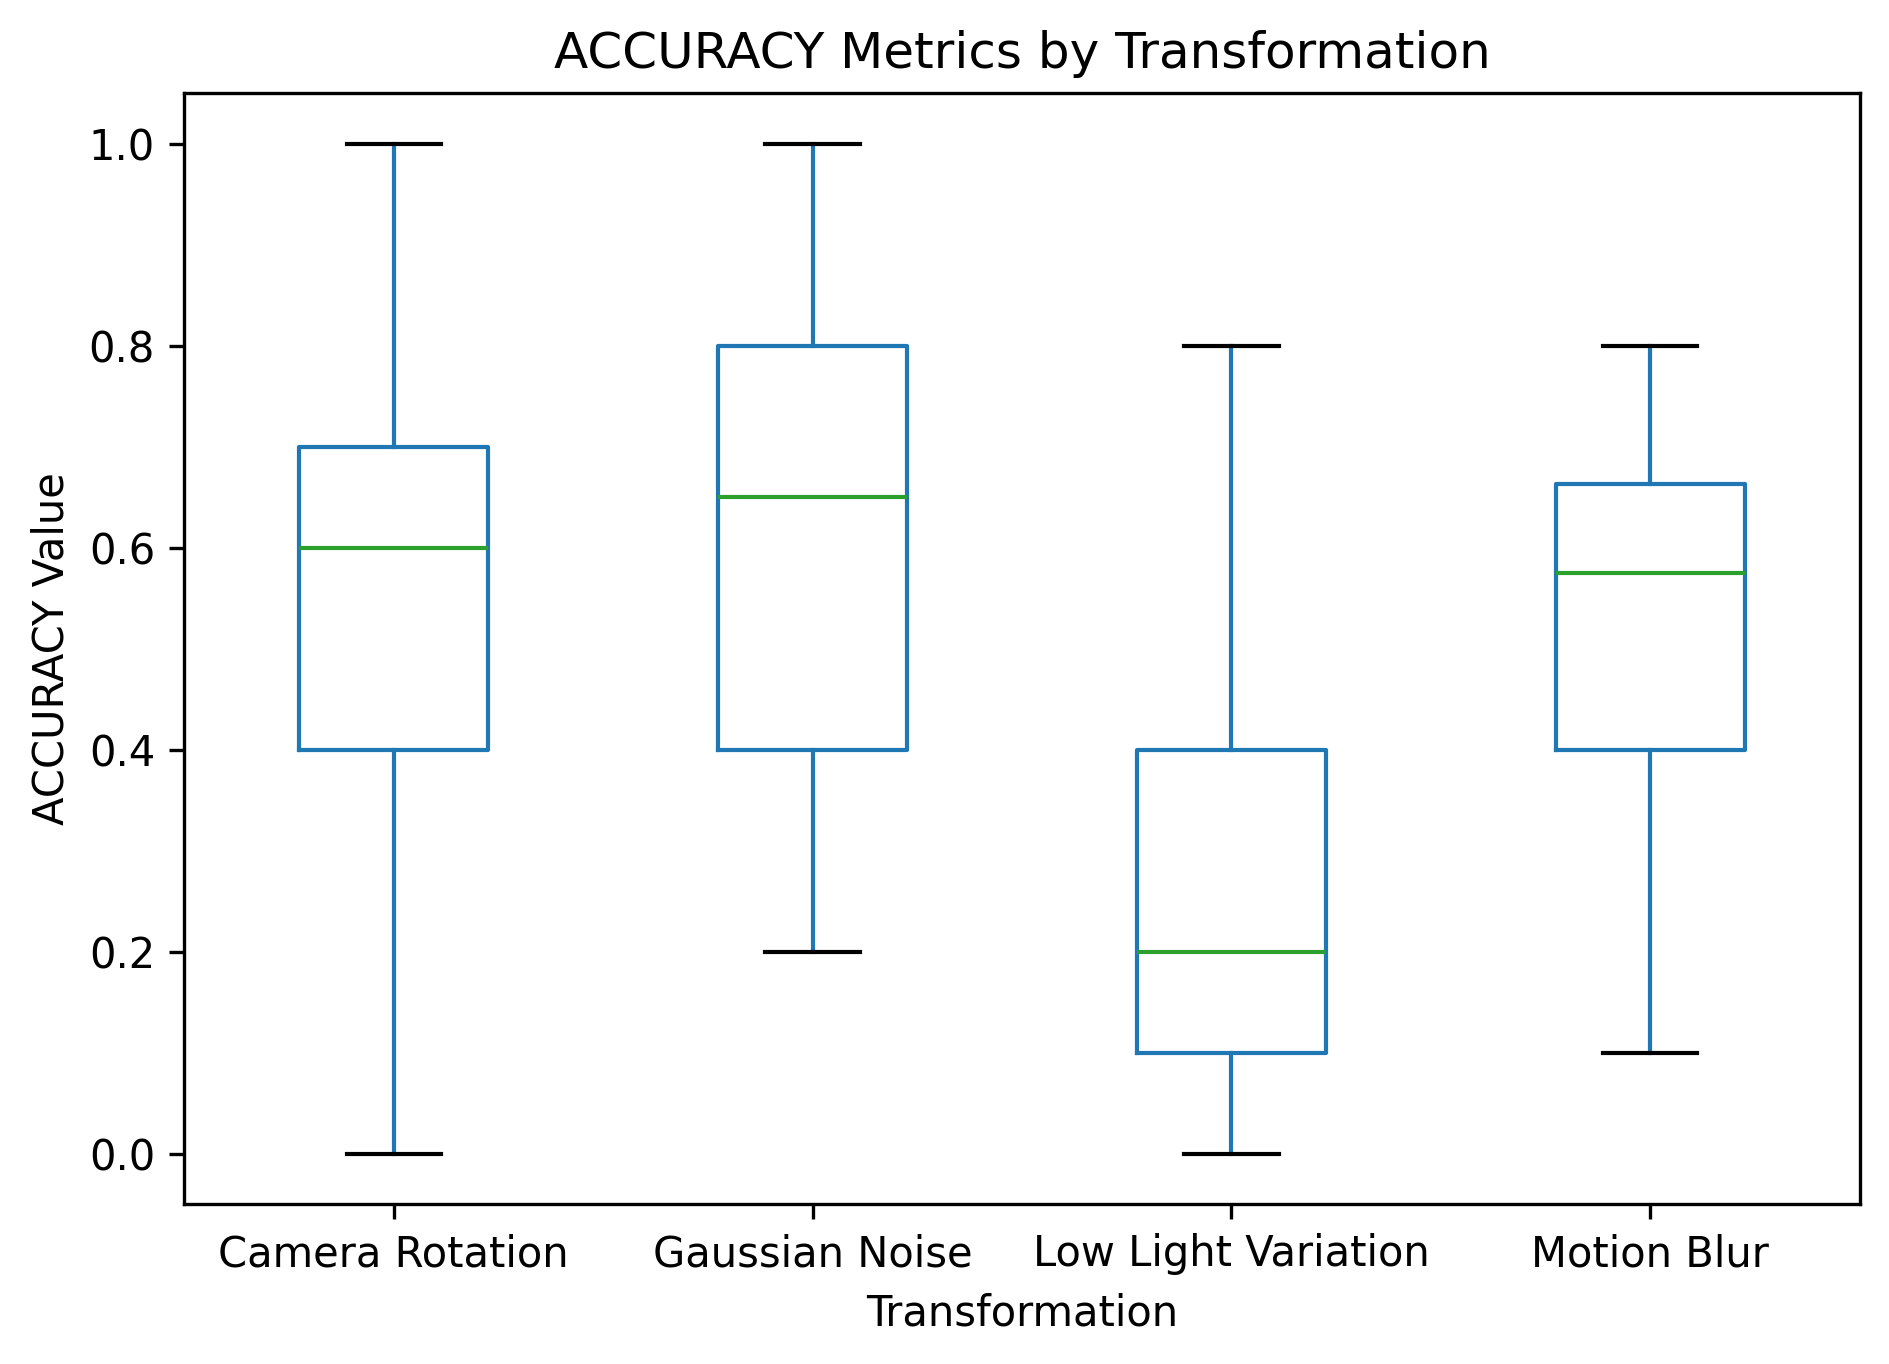 ACCURACY Metrics by Transformation
ACCURACY Value
1.0
0.8
0.6
0.4
0.2
0.0
Camera Rotation
Gaussian Noise
Low Light Variation
Motion Blur
Transformation